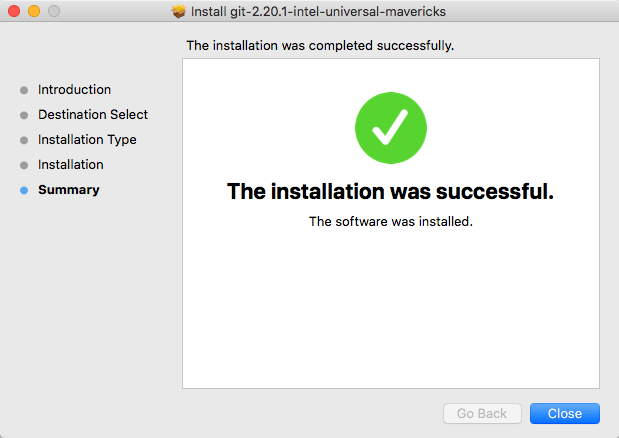 Install git-2.20.1-intel-universal-mavericks
The installation was completed successfully.
Introduction
Destination Select
Installation Type
Installation
Summary
The installation was successful.
The software was installed.
Go Back
Close